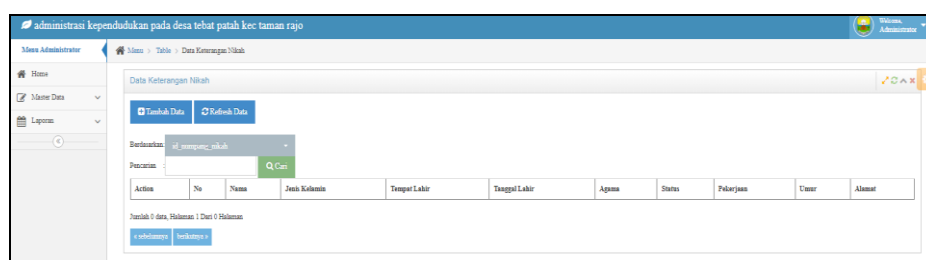 administrasi kependudukan pada desa tebat patah kec taman rajo
Welcome,
Administrator
Menu Administrator
Menu > Table > Data Keterangan Nikah
Home
Master Data
Laporan
Data Keterangan Nikah
Tambah Data
Refresh Data
Berdasarkan:
id_numpang_nikah
Pencarian :
Cari
Action No Nama Jenis Kelamin Tempat Lahir Tanggal Lahir Agama Status Pekerjaan Umur Alamat
Jumlah 0 data, Halaman 1 Dari 0 Halaman
« sebelumnya
berikutnya »